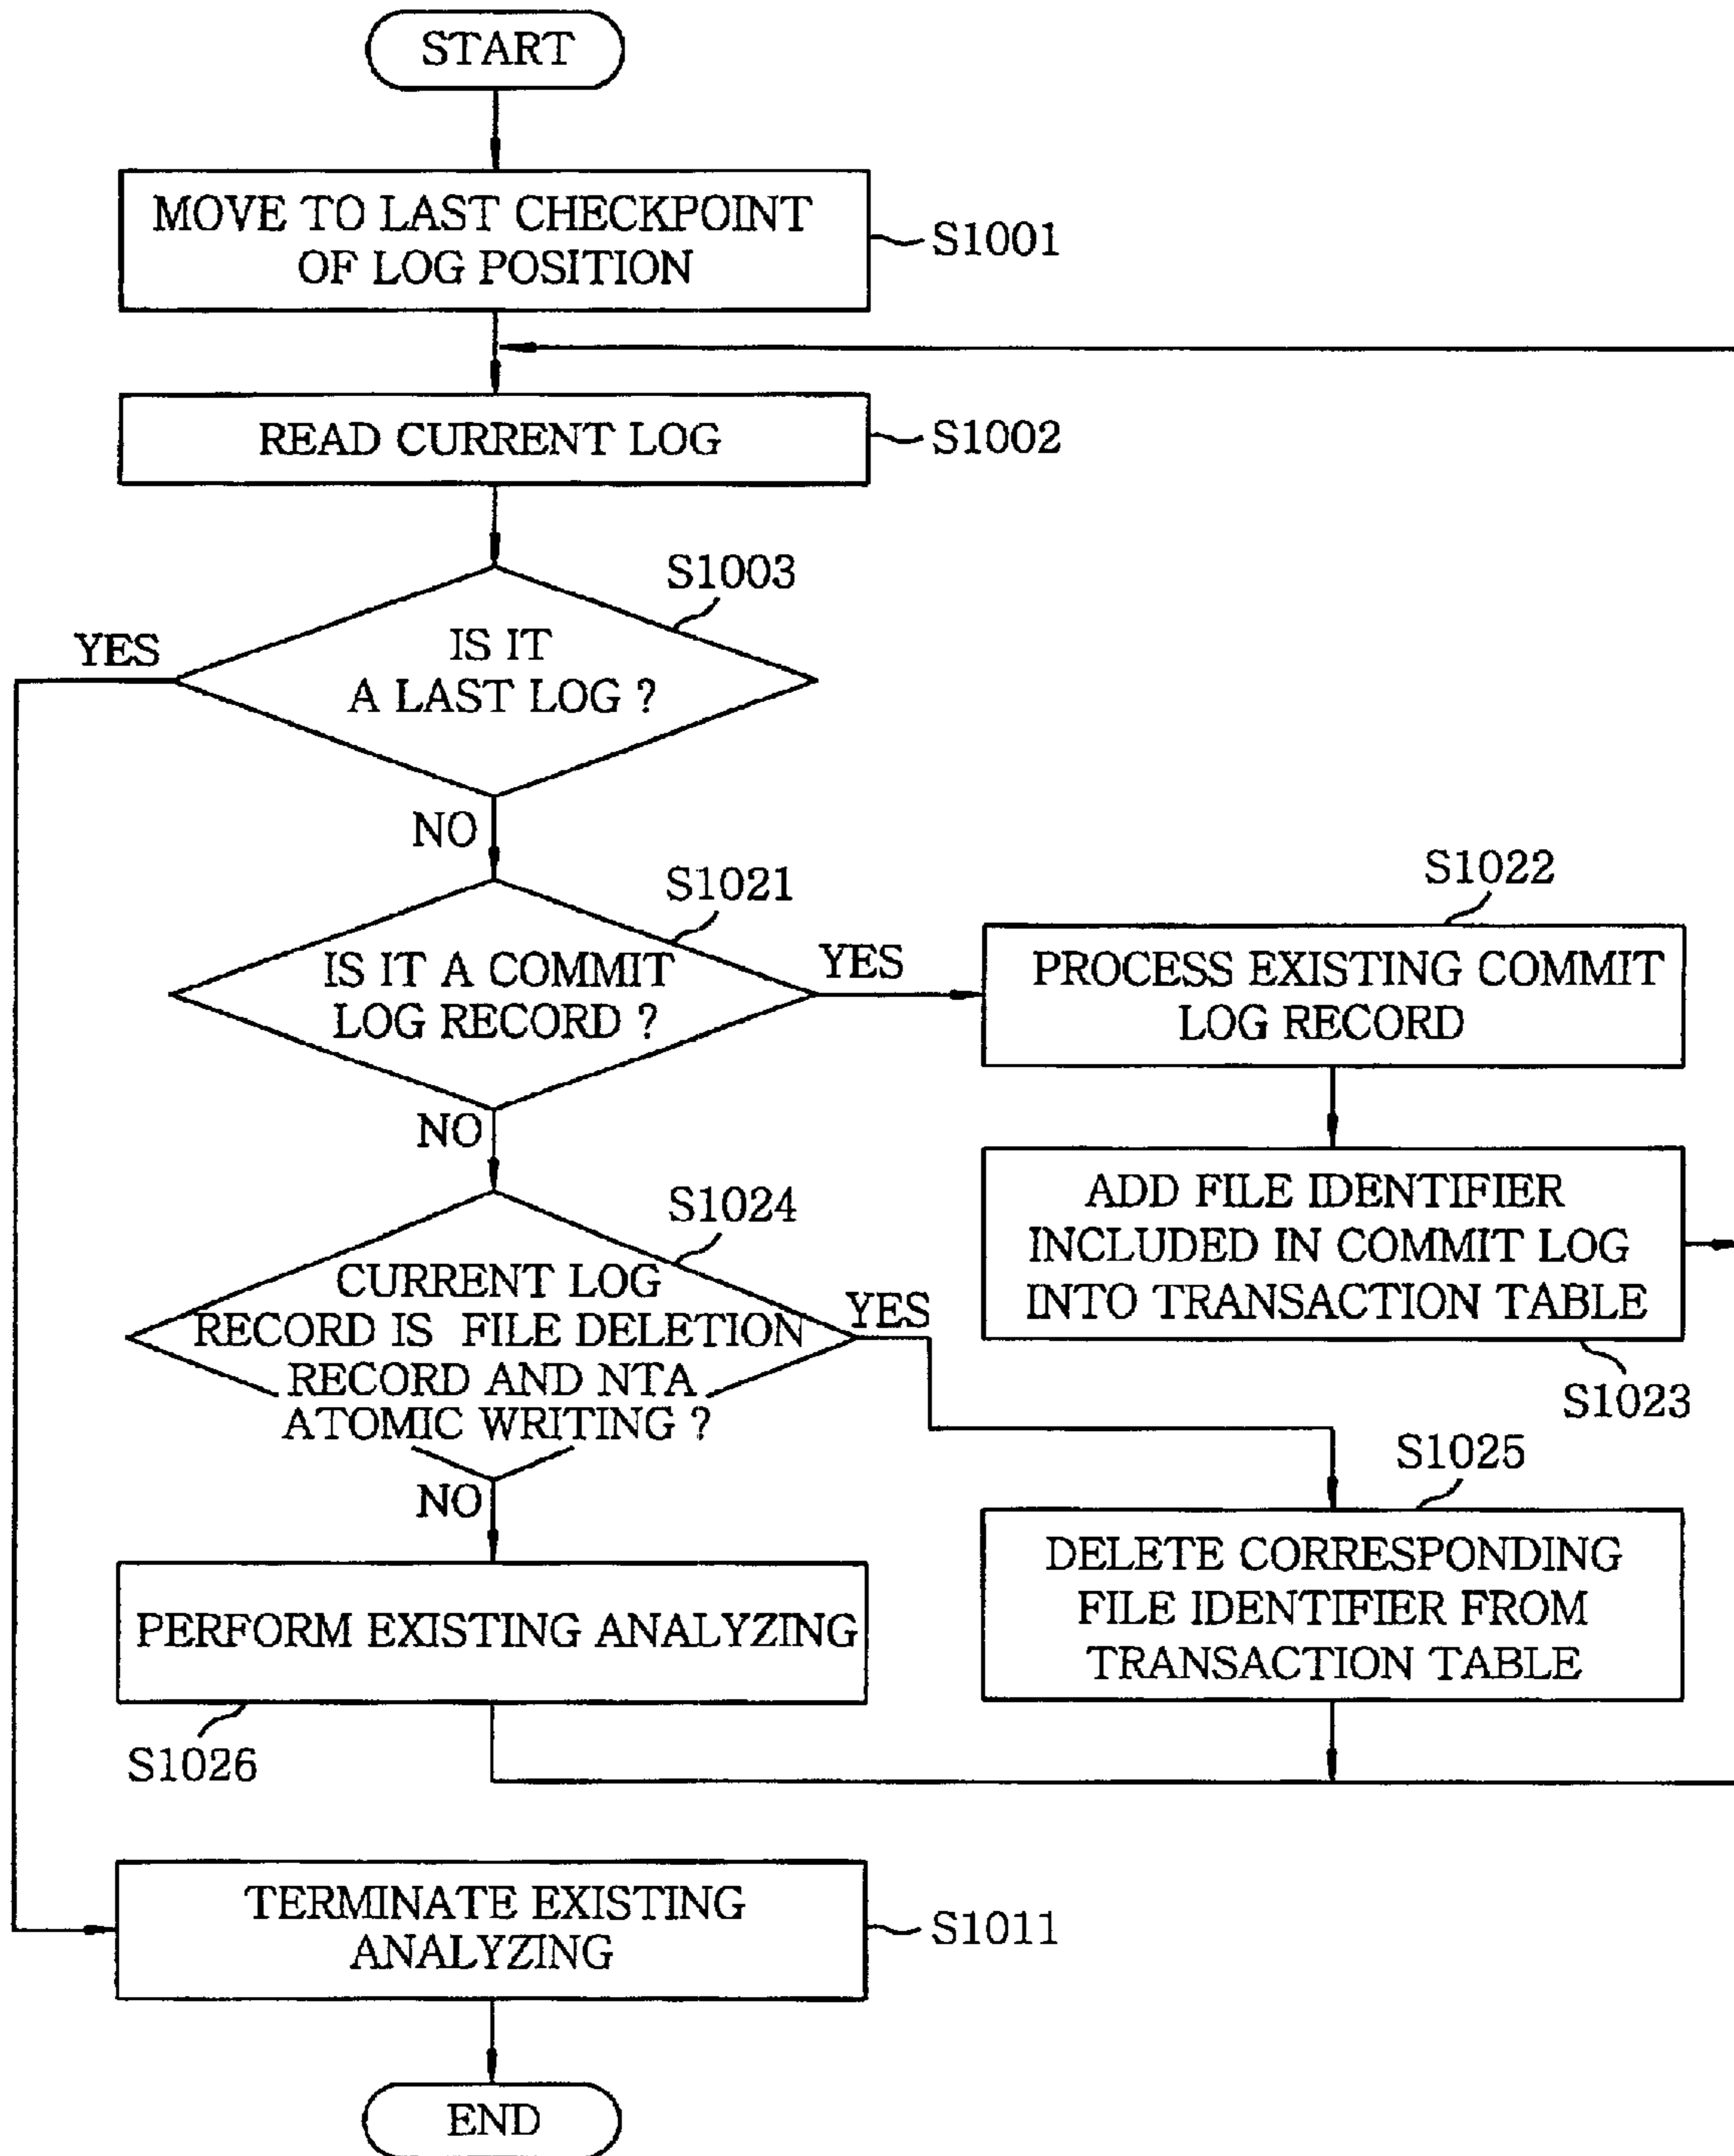 START
MOVE TO LAST CHECKPOINT
OF LOG POSITION
S1001
READ CURRENT LOG
S1002
S1003
YES
IS IT
A LAST LOG ?
NO
S1021
S1022
IS IT A COMMIT
LOG RECORD ?
YES
PROCESS EXISTING COMMIT
LOG RECORD
NO
S1024
ADD FILE IDENTIFIER
INCLUDED IN COMMIT LOG
INTO TRANSACTION TABLE
S1023
CURRENT LOG
RECORD IS FILE DELETION
RECORD AND NTA
ATOMIC WRITING ?
YES
NO
S1025
DELETE CORRESPONDING
FILE IDENTIFIER FROM
TRANSACTION TABLE
PERFORM EXISTING ANALYZING
S1026
TERMINATE EXISTING
ANALYZING
S1011
END